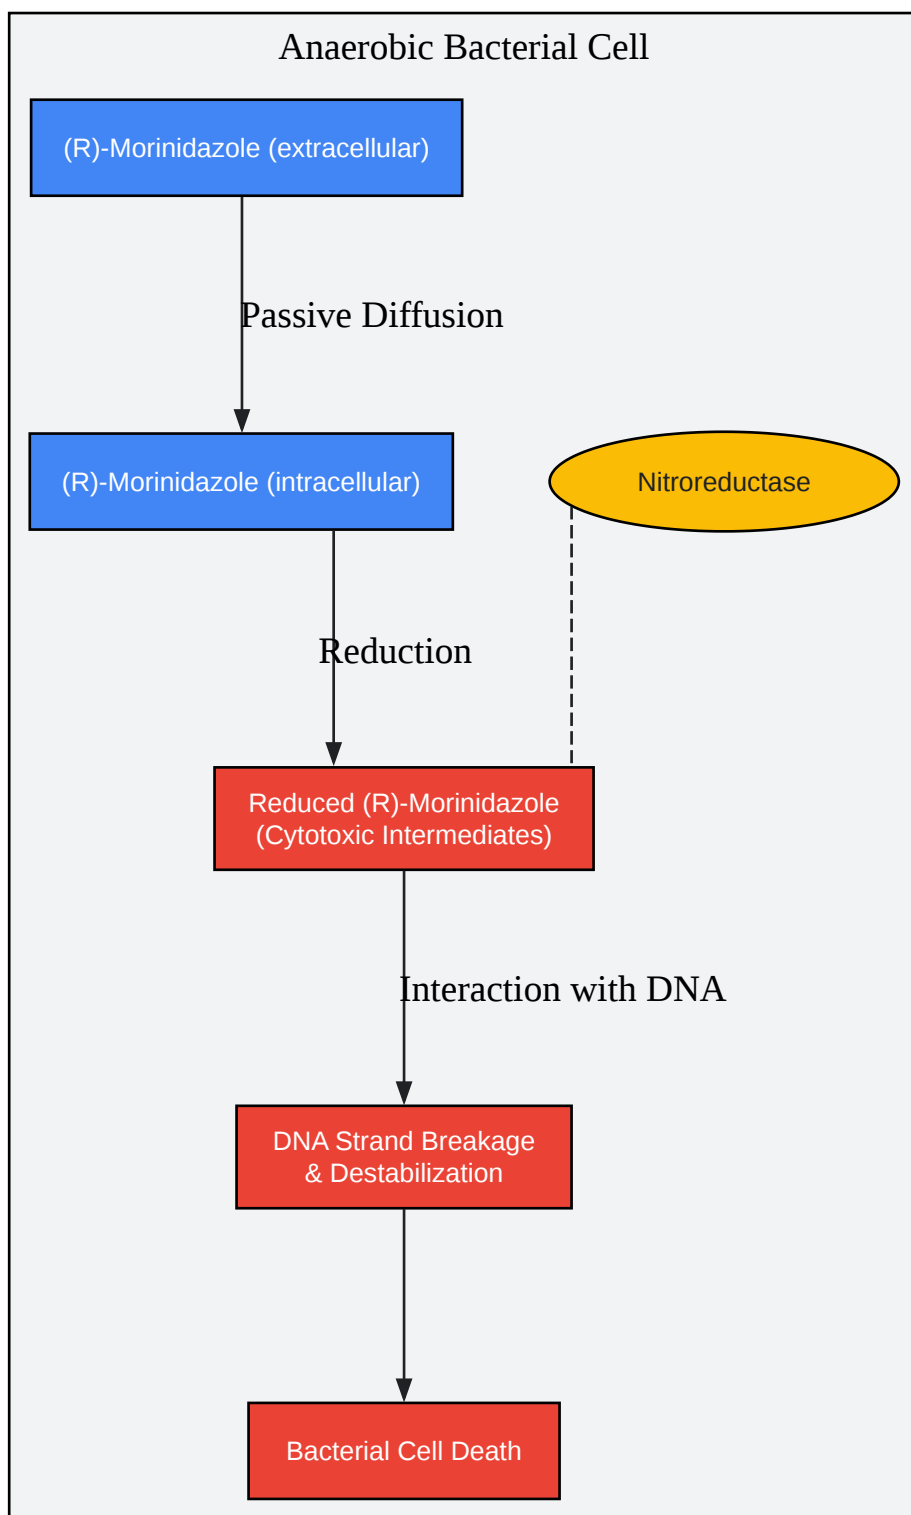 Anaerobic Bacterial Cell
(R)-Morinidazole (extracellular)
Passive Diffusion
(R)-Morinidazole (intracellular)
Nitroreductase
Reduction
Reduced (R)-Morinidazole
(Cytotoxic Intermediates)
Interaction with DNA
DNA Strand Breakage
& Destabilization
Bacterial Cell Death